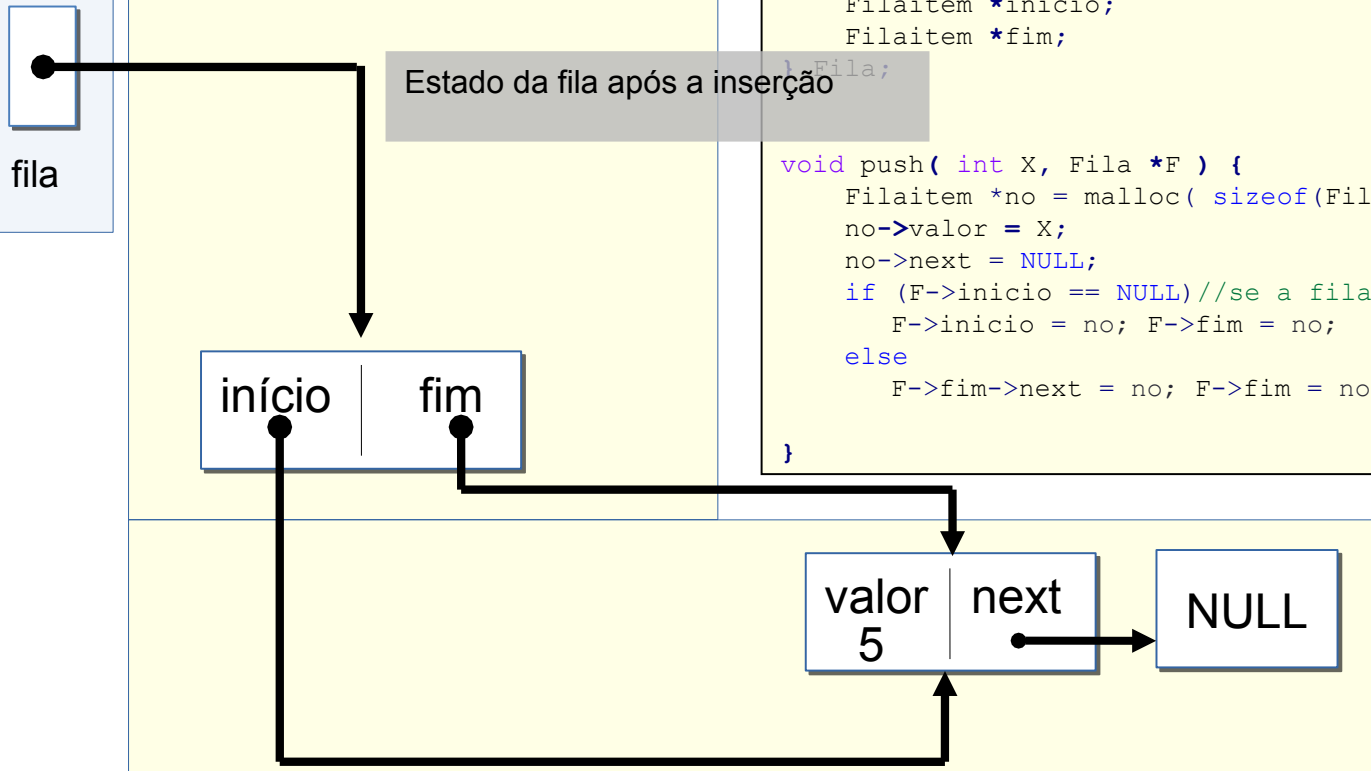 Filaitem *inicio;
Filaitem *fim;
} Fila;
Estado da fila após a inserção
fila
void push( int X, Fila *F ) {
Filaitem *no = malloc( sizeof(Fil
no->valor = X;
no->next = NULL;
if (F->inicio == NULL)//se a fila
F->inicio = no; F->fim = no;
else
F->fim->next = no; F->fim = no
}
início fim
valor next
5
NULL